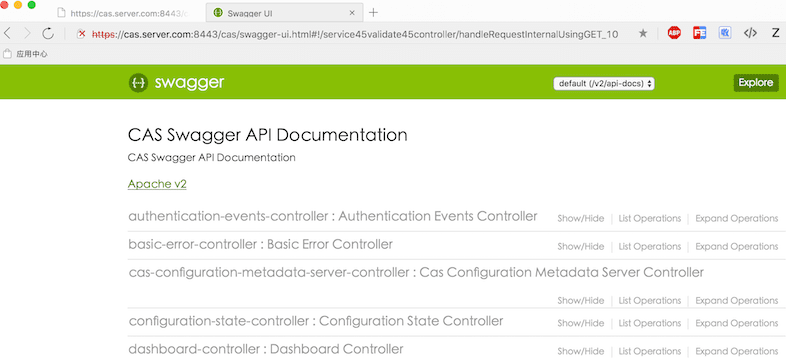 https://cas.server.com:8443/c
Swagger UI
https://cas.server.com:8443/cas/swagger-ui.html#!/service45validate45controller/handleRequestInternalUsingGET_10
ABP
FE
Z
应用中心
swagger
default (/v2/api-docs)
Explore
CAS Swagger API Documentation
CAS Swagger API Documentation
Apache v2
authentication-events-controller : Authentication Events Controller Show/Hide List Operations Expand Operations
basic-error-controller : Basic Error Controller Show/Hide List Operations Expand Operations
cas-configuration-metadata-server-controller : Cas Configuration Metadata Server Controller
Show/Hide List Operations Expand Operations
configuration-state-controller : Configuration State Controller Show/Hide List Operations Expand Operations
dashboard-controller : Dashboard Controller Show/Hide List Operations Expand Operations